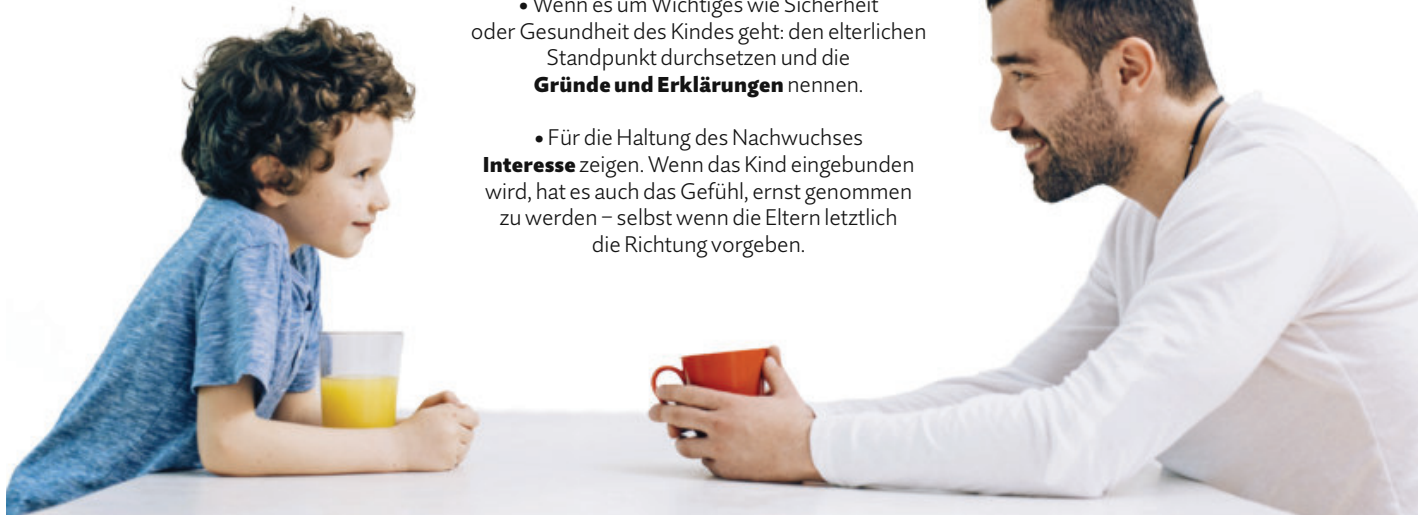 • Wenn es um Wichtiges wie Sicherheit
oder Gesundheit des Kindes geht: den elterlichen
Standpunkt durchsetzen und die
Gründe und Erklärungen nennen.
• Für die Haltung des Nachwuchses
Interesse zeigen. Wenn das Kind eingebunden
wird, hat es auch das Gefühl, ernst genommen
zu werden – selbst wenn die Eltern letztlich
die Richtung vorgeben.